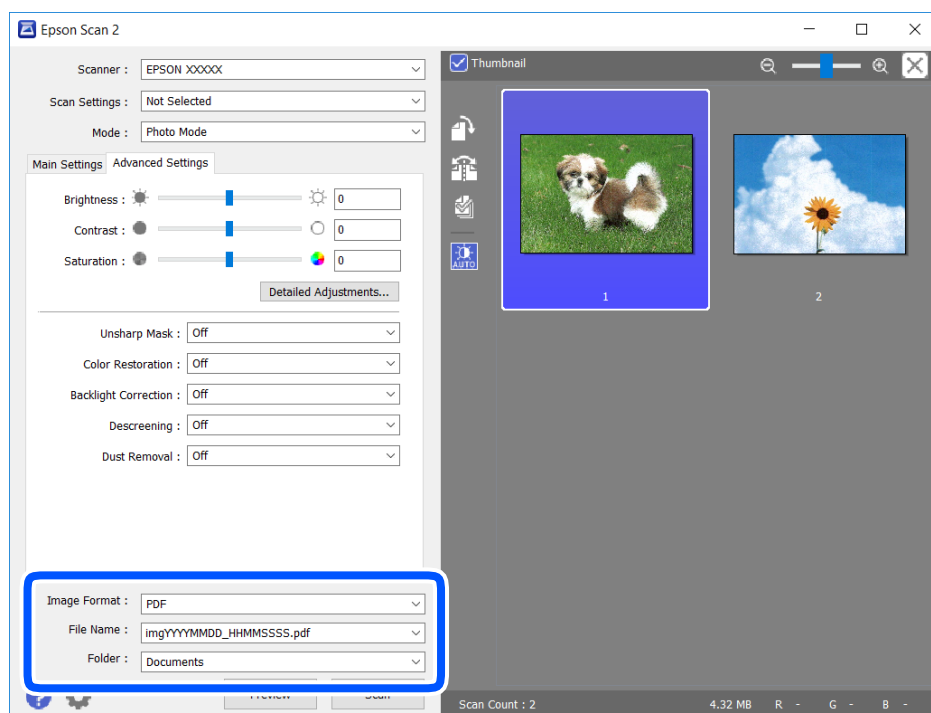 Epson Scan 2
Scanner : EPSON XXXXX
Scan Settings : Not Selected
Mode : Photo Mode
Main Settings Advanced Settings
Brightness : 0
Contrast : 0
Saturation : 0
Detailed Adjustments...
Unsharp Mask : Off
Color Restoration : Off
Backlight Correction : Off
Descreening : Off
Dust Removal : Off
Image Format : PDF
File Name : imgYYYYMMDD_HHMMSSSS.pdf
Folder : Documents
Preview Scan
Thumbnail
AUTO
1 2
Scan Count : 2 4.32 MB R - G - B -